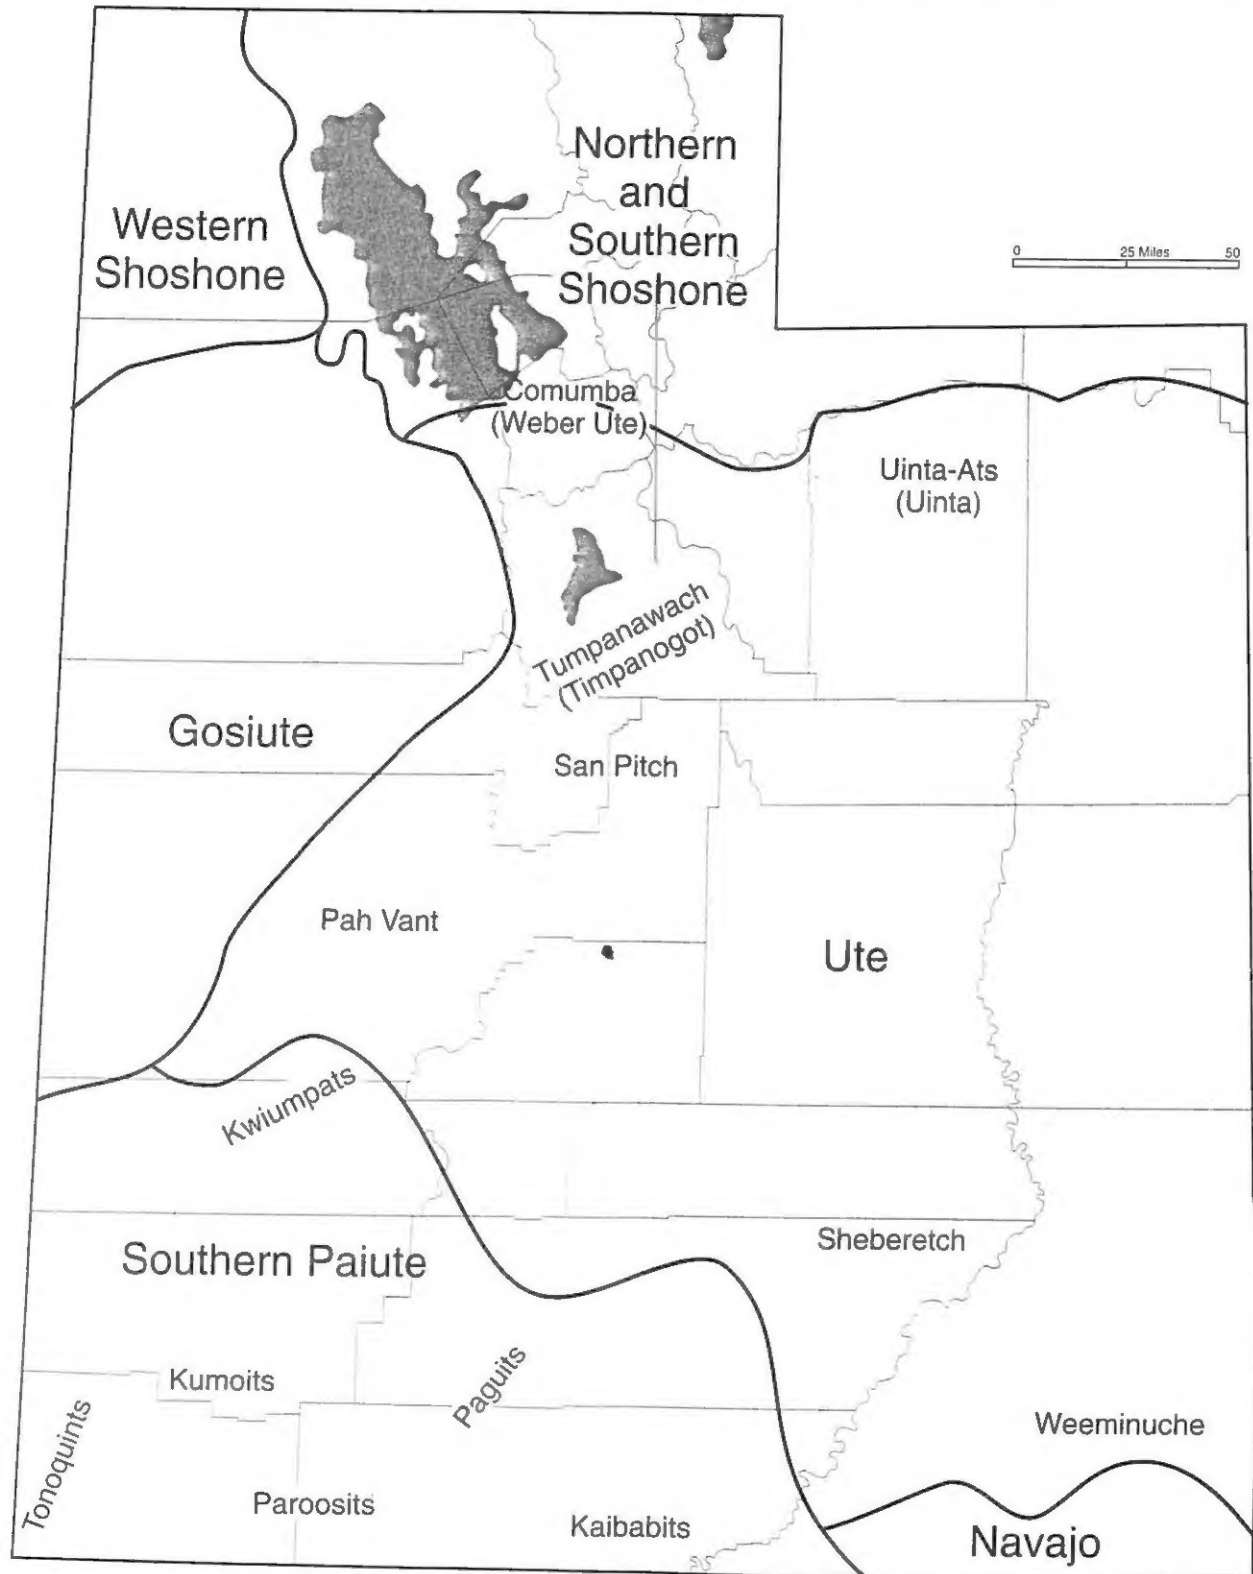 Northern
and
Southern
Shoshone
Western
Shoshone
0 25 Miles 50
Comumba
(Weber Ute)
Uinta-Ats
(Uinta)
Tumpanawach
(Timpanogot)
Gosiute
San Pitch
Pah Vant
Ute
Kwiumpats
Sheberetch
Southern Paiute
Kumoits
Paguits
Weeminuche
Tonoquints
Paroosits
Kaibabits
Navajo